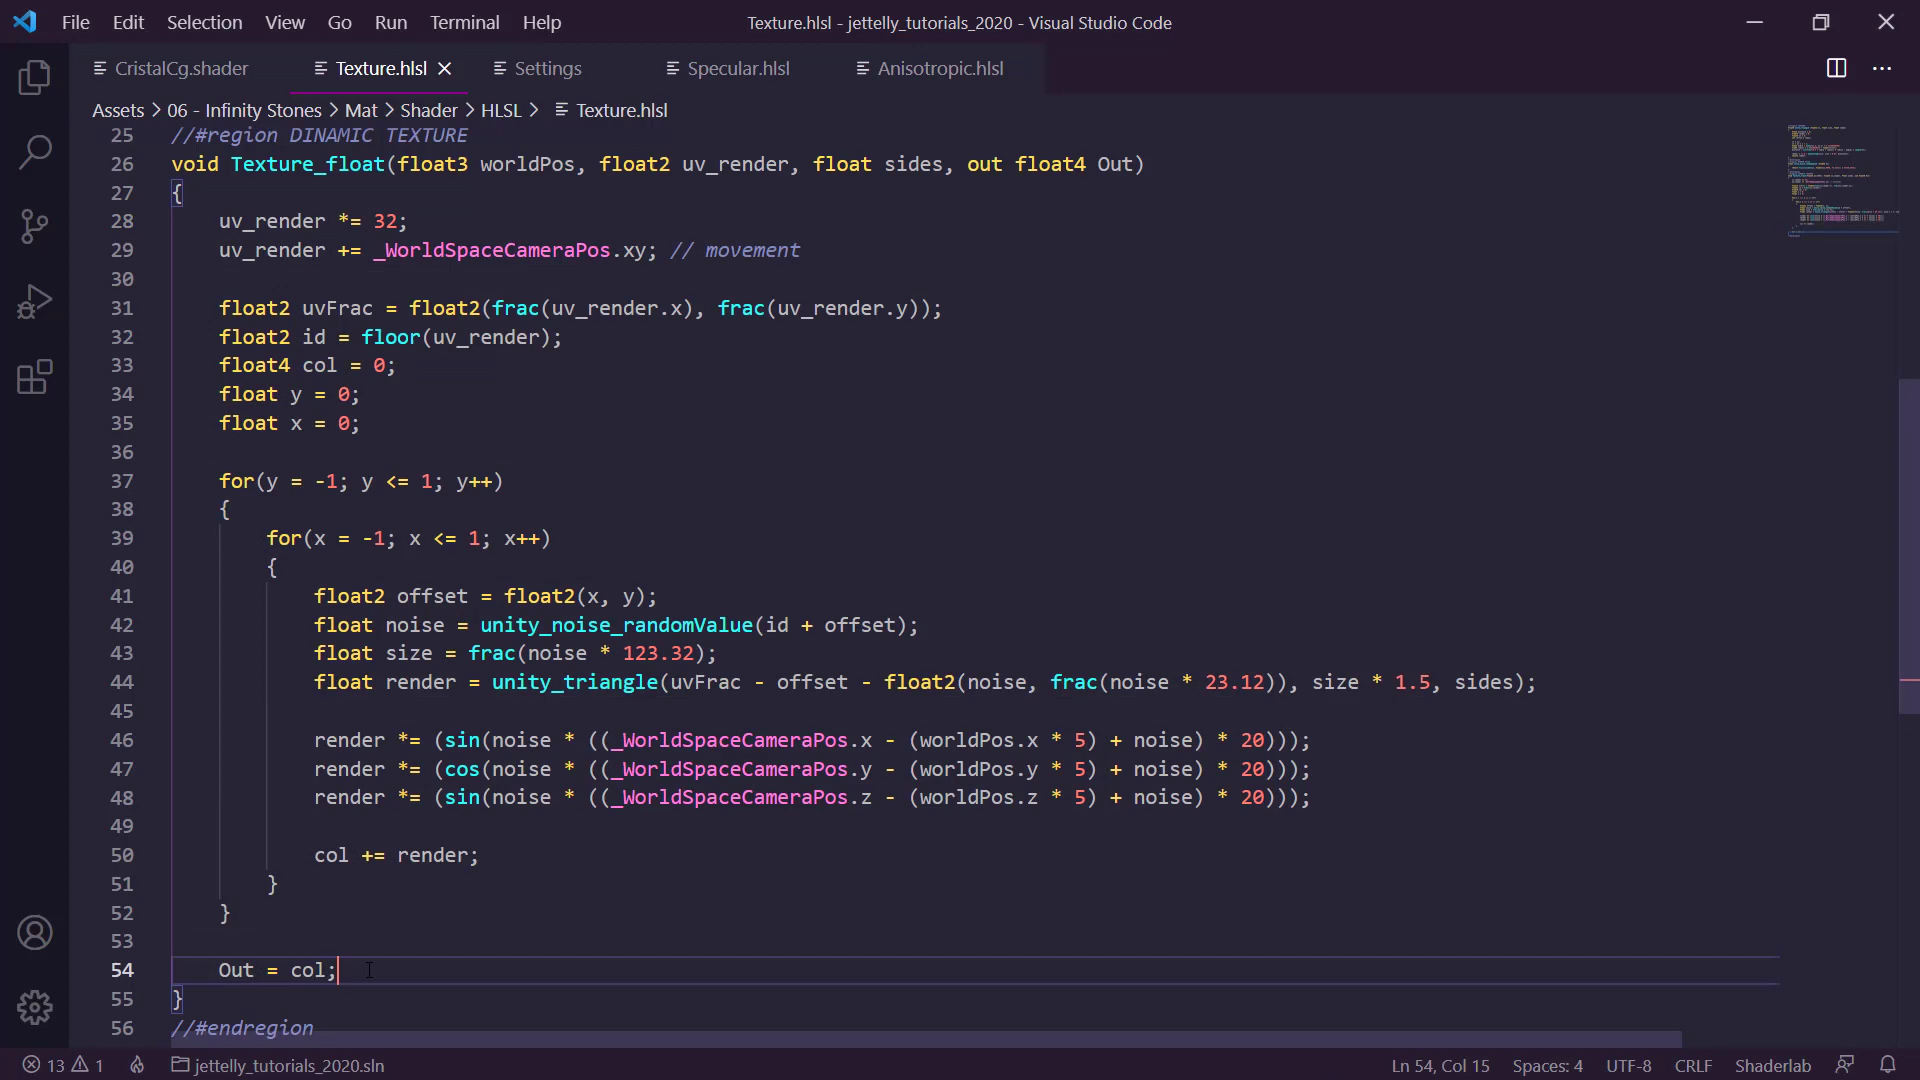 File Edit Selection View Go Run Terminal Help
Texture.hlsl - jettelly_tutorials_2020 - Visual Studio Code
CristalCg.shader Texture.hlsl Settings Specular.hlsl Anisotropic.hlsl
Assets > 06 - Infinity Stones > Mat > Shader > HLSL > Texture.hlsl
25 //#region DINAMIC TEXTURE
26 void Texture_float(float3 worldPos, float2 uv_render, float sides, out float4 Out)
27 {
28 uv_render *= 32;
29 uv_render += _WorldSpaceCameraPos.xy; // movement
30
31 float2 uvFrac = float2(frac(uv_render.x), frac(uv_render.y));
32 float2 id = floor(uv_render);
33 float4 col = 0;
34 float y = 0;
35 float x = 0;
36
37 for(y = -1; y <= 1; y++)
38 {
39 for(x = -1; x <= 1; x++)
40 {
41 float2 offset = float2(x, y);
42 float noise = unity_noise_randomValue(id + offset);
43 float size = frac(noise * 123.32);
44 float render = unity_triangle(uvFrac - offset - float2(noise, frac(noise * 23.12)), size * 1.5, sides);
45
46 render *= (sin(noise * ((_WorldSpaceCameraPos.x - (worldPos.x * 5) + noise) * 20)));
47 render *= (cos(noise * ((_WorldSpaceCameraPos.y - (worldPos.y * 5) + noise) * 20)));
48 render *= (sin(noise * ((_WorldSpaceCameraPos.z - (worldPos.z * 5) + noise) * 20)));
49
50 col += render;
51 }
52 }
53
54 Out = col;
55 }
56 //#endregion
13 1 jettelly_tutorials_2020.sln Ln 54, Col 15 Spaces: 4 UTF-8 CRLF Shaderlab